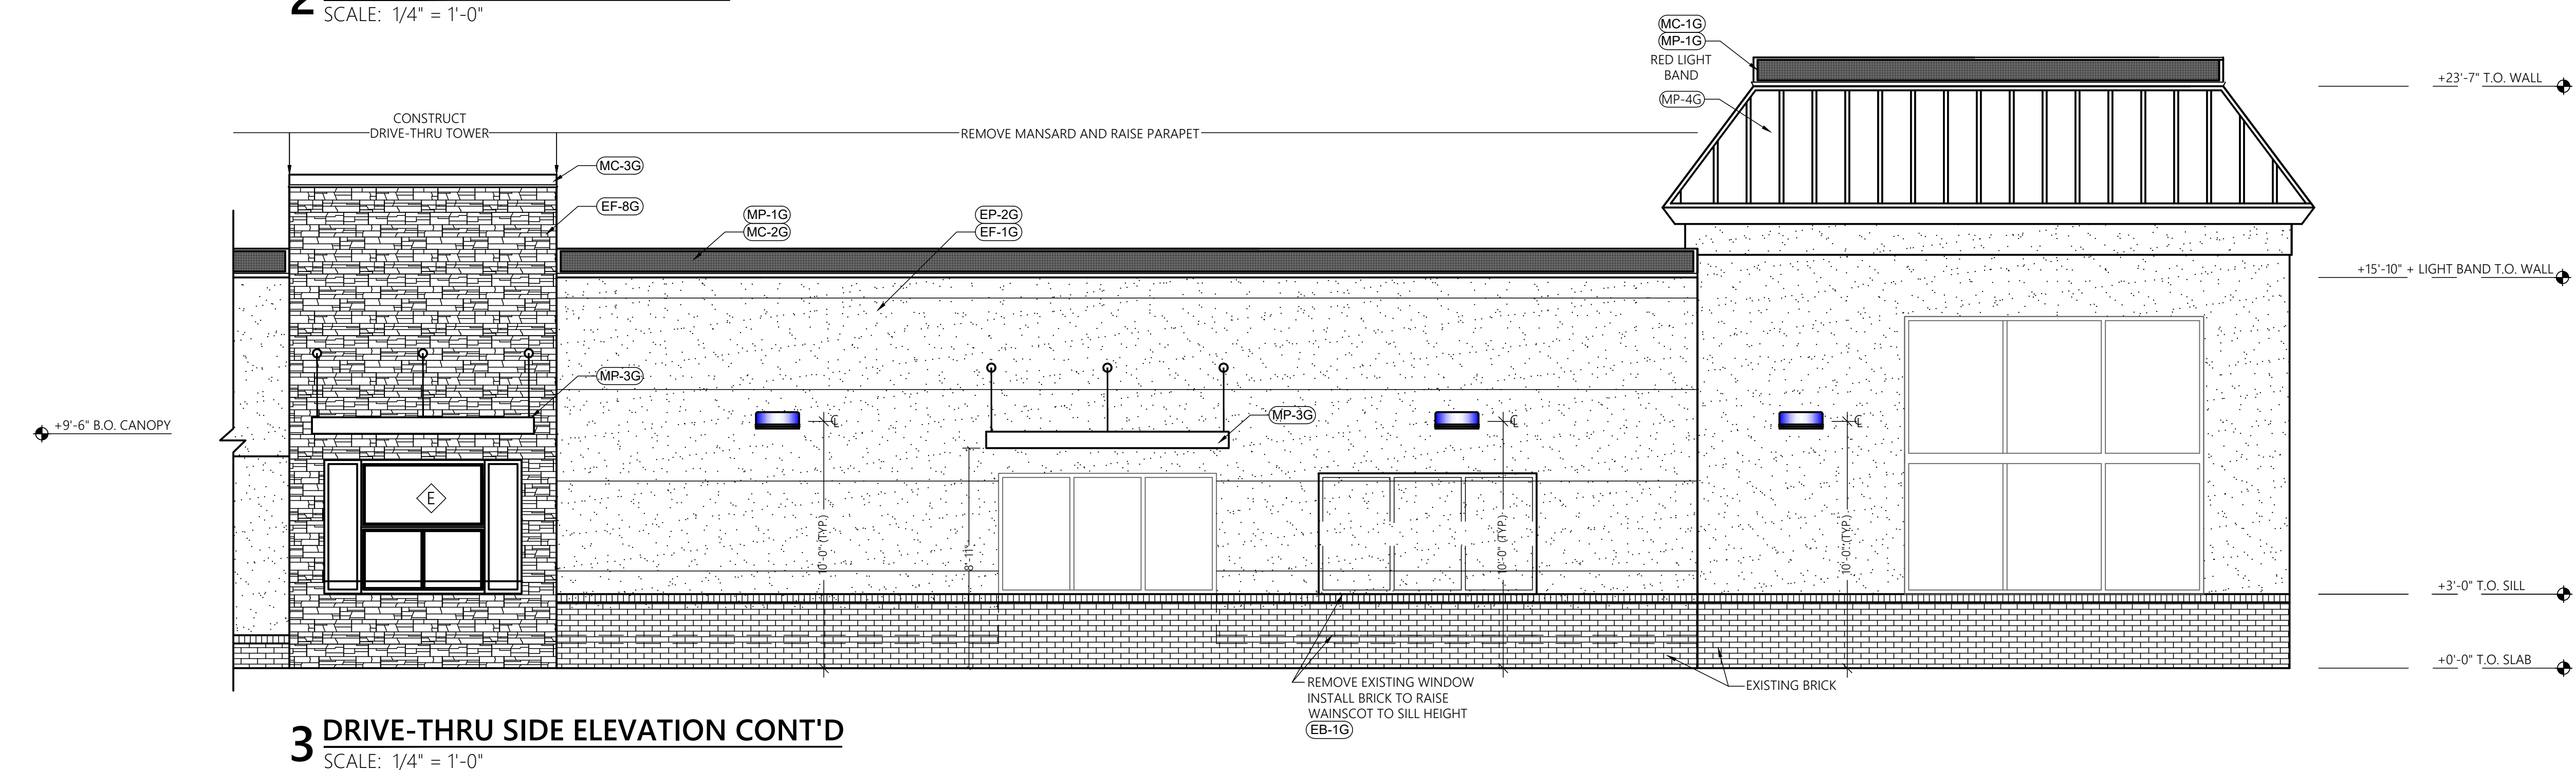 2
SCALE: 1/4" = 1'-0"
MC-1G
MP-1G
RED LIGHT
BAND
MP-4G
+23'-7" T.O. WALL
CONSTRUCT
DRIVE-THRU TOWER
REMOVE MANSARD AND RAISE PARAPET
MC-3G
EF-8G
MP-1G
MC-2G
EP-2G
EF-1G
+15'-10" + LIGHT BAND T.O. WALL
MP-3G
MP-3G
+9'-6" B.O. CANOPY
℄
℄
℄
E
10'-0" (TYP.)
8'-11"
10'-0" (TYP.)
10'-0" (TYP.)
+3'-0" T.O. SILL
+0'-0" T.O. SLAB
REMOVE EXISTING WINDOW
INSTALL BRICK TO RAISE
WAINSCOT TO SILL HEIGHT
EB-1G
EXISTING BRICK
3 DRIVE-THRU SIDE ELEVATION CONT'D
SCALE: 1/4" = 1'-0"